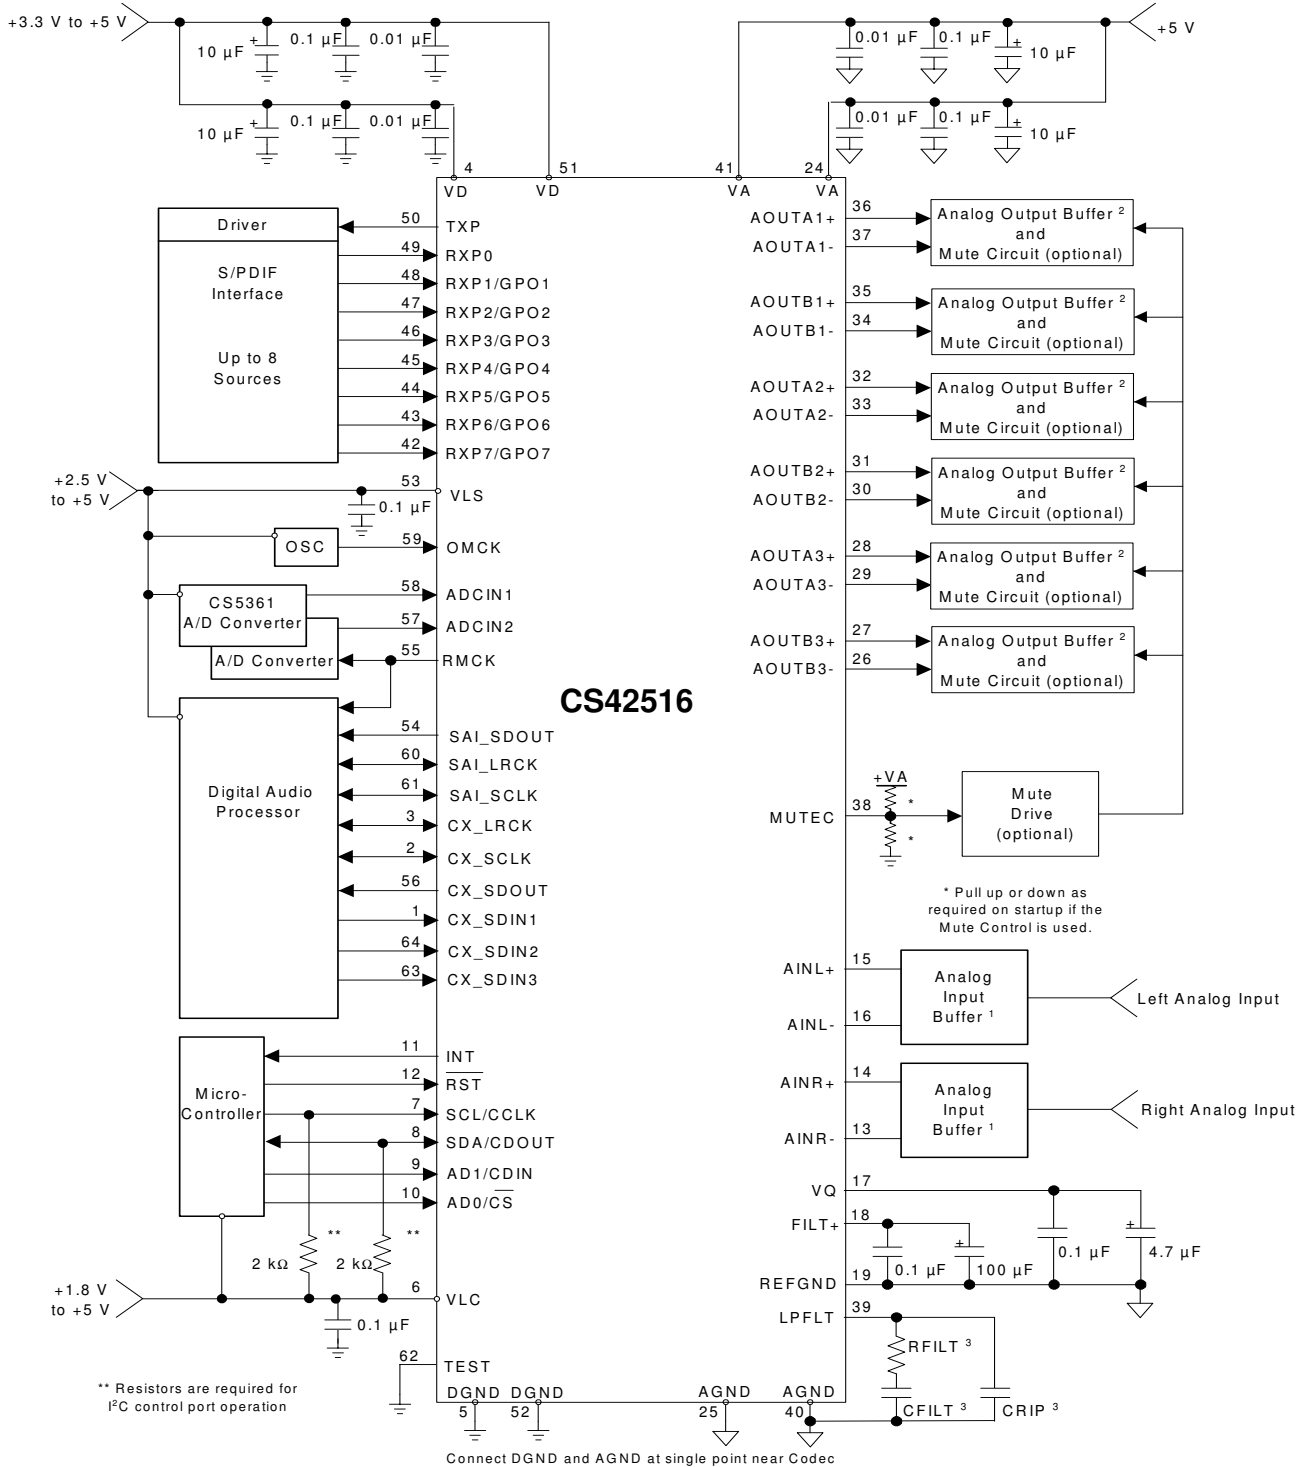 +3.3 V to +5 V
10 µF
+
0.1 µF
0.01 µF
10 µF
+
0.1 µF
0.01 µF
0.01 µF
0.1 µF
+
10 µF
+5 V
0.01 µF
0.1 µF
+
10 µF
4
51
41
24
VD
VD
VA
VA
Driver
S/PDIF
Interface
Up to 8
Sources
50
TXP
49
RXP0
48
RXP1/GPO1
47
RXP2/GPO2
46
RXP3/GPO3
45
RXP4/GPO4
44
RXP5/GPO5
43
RXP6/GPO6
42
RXP7/GPO7
+2.5 V
to +5 V
53
VLS
0.1 µF
OSC
59
OMCK
CS5361
A/D Converter
58
ADCIN1
57
ADCIN2
A/D Converter
55
RMCK
CS42516
Digital Audio
Processor
54
SAI_SDOUT
60
SAI_LRCK
61
SAI_SCLK
3
CX_LRCK
2
CX_SCLK
56
CX_SDOUT
1
CX_SDIN1
64
CX_SDIN2
63
CX_SDIN3
Micro-
Controller
11
INT
12
RST
7
SCL/CCLK
8
SDA/CDOUT
9
AD1/CDIN
10
AD0/CS
**
2 kΩ
**
2 kΩ
+1.8 V
to +5 V
6
VLC
0.1 µF
62
TEST
** Resistors are required for
I²C control port operation
DGND
DGND
AGND
AGND
5
52
25
40
AOUTA1+
36
AOUTA1-
37
Analog Output Buffer ²
and
Mute Circuit (optional)
AOUTB1+
35
AOUTB1-
34
Analog Output Buffer ²
and
Mute Circuit (optional)
AOUTA2+
32
AOUTA2-
33
Analog Output Buffer ²
and
Mute Circuit (optional)
AOUTB2+
31
AOUTB2-
30
Analog Output Buffer ²
and
Mute Circuit (optional)
AOUTA3+
28
AOUTA3-
29
Analog Output Buffer ²
and
Mute Circuit (optional)
AOUTB3+
27
AOUTB3-
26
Analog Output Buffer ²
and
Mute Circuit (optional)
+VA
*
MUTEC
38
*
Mute
Drive
(optional)
* Pull up or down as
required on startup if the
Mute Control is used.
AINL+
15
AINL-
16
Analog
Input
Buffer ¹
Left Analog Input
AINR+
14
AINR-
13
Analog
Input
Buffer ¹
Right Analog Input
VQ
17
FILT+
18
0.1 µF
+
100 µF
0.1 µF
+
4.7 µF
REFGND
19
LPFLT
39
RFILT ³
CFILT ³
CRIP ³
Connect DGND and AGND at single point near Codec